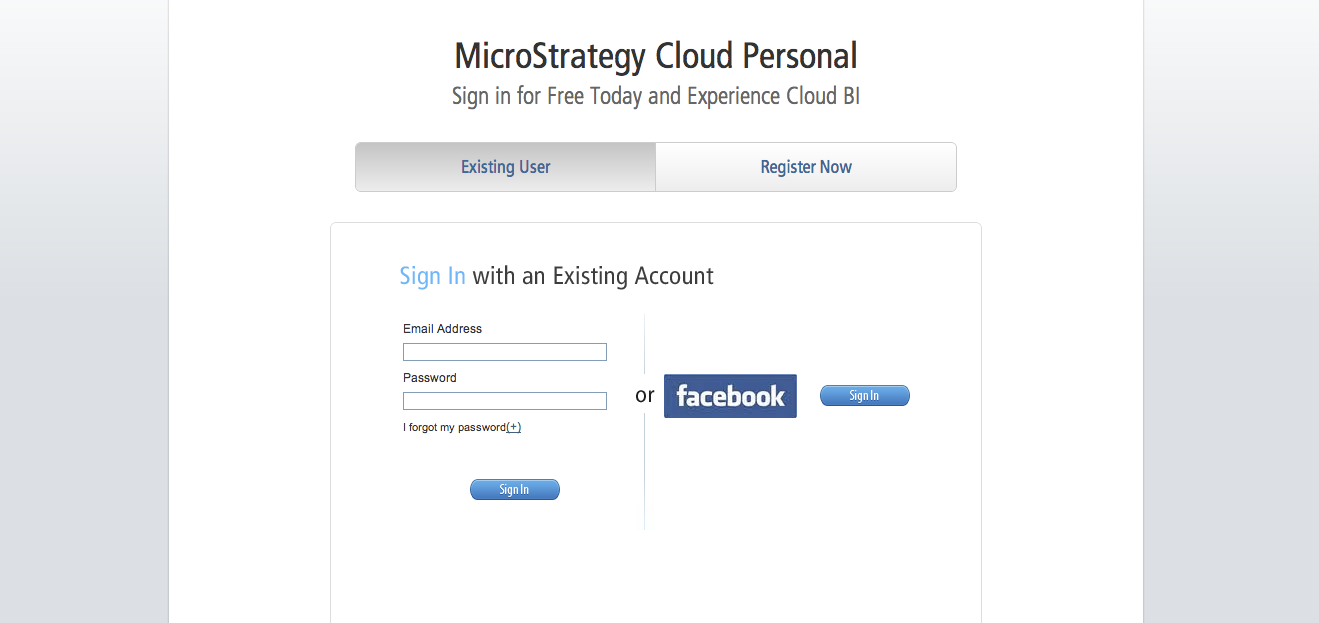 MicroStrategy Cloud Personal
Sign in for Free Today and Experience Cloud BI
Existing User
Register Now
Sign In with an Existing Account
Email Address
Password
I forgot my password(+)
Sign In
or
facebook
Sign In